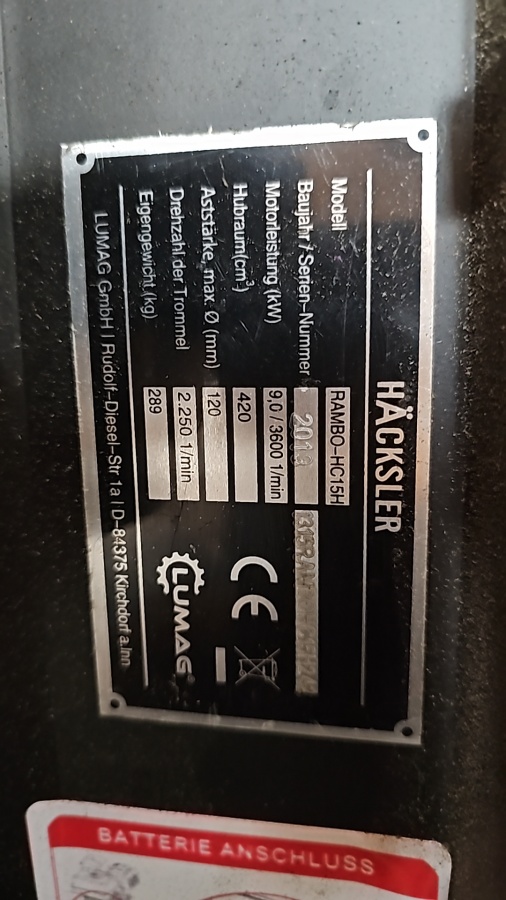 HÄCKSLER
Modell RAMBO-HC15H
Baujahr / Serien-Nummer
Motorleistung (kW) 9,0 / 3600 1/min
Hubraum(cm³) 420
Aststärke, max. Ø (mm) 120
Drehzahl der Trommel 2.250 1/min
Eigengewicht (kg) 289
CE
LUMAG®
LUMAG GmbH | Rudolf-Diesel-Str 1a | D-84375 Kirchdorf a.Inn
BATTERIE ANSCHLUSS